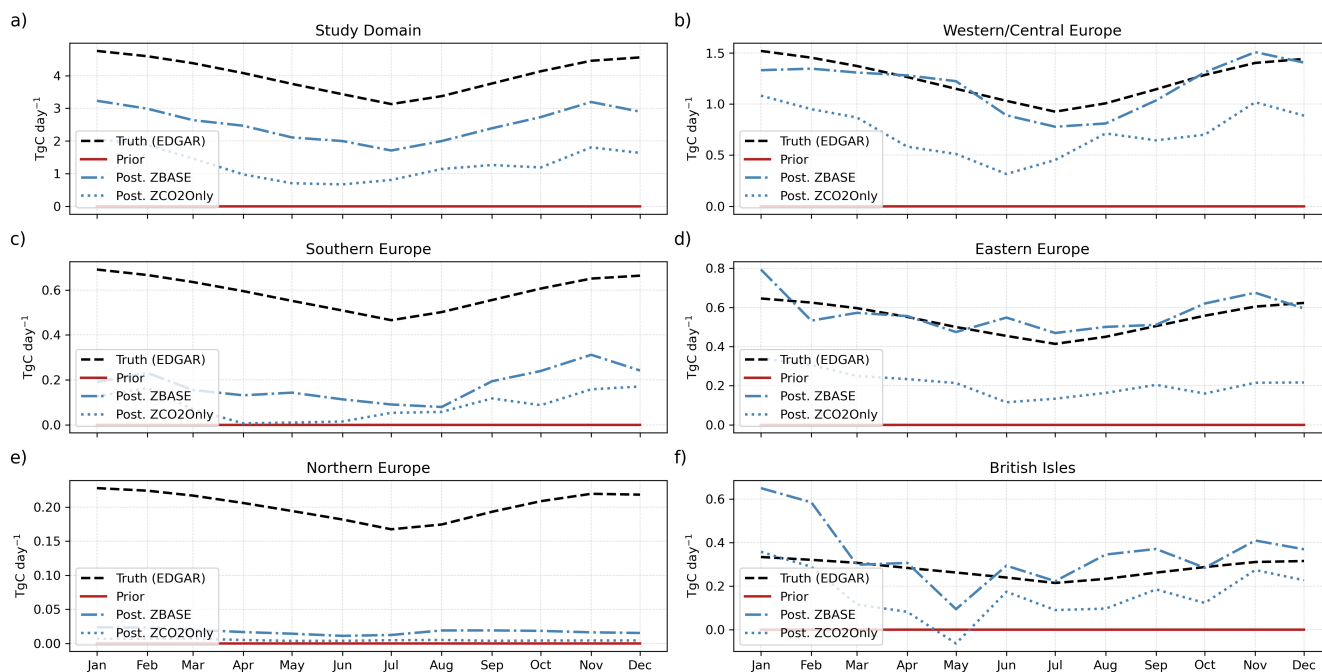 a)
Study Domain
TgC day⁻¹
4
3
2
1
0
Truth (EDGAR)
Prior
Post. ZBASE
Post. ZCO2Only
b)
Western/Central Europe
TgC day⁻¹
1.5
1.0
0.5
0.0
Truth (EDGAR)
Prior
Post. ZBASE
Post. ZCO2Only
c)
Southern Europe
TgC day⁻¹
0.6
0.4
0.2
0.0
Truth (EDGAR)
Prior
Post. ZBASE
Post. ZCO2Only
d)
Eastern Europe
TgC day⁻¹
0.8
0.6
0.4
0.2
0.0
Truth (EDGAR)
Prior
Post. ZBASE
Post. ZCO2Only
e)
Northern Europe
TgC day⁻¹
0.20
0.15
0.10
0.05
0.00
Truth (EDGAR)
Prior
Post. ZBASE
Post. ZCO2Only
Jan Feb Mar Apr May Jun Jul Aug Sep Oct Nov Dec
f)
British Isles
TgC day⁻¹
0.6
0.4
0.2
0.0
Truth (EDGAR)
Prior
Post. ZBASE
Post. ZCO2Only
Jan Feb Mar Apr May Jun Jul Aug Sep Oct Nov Dec